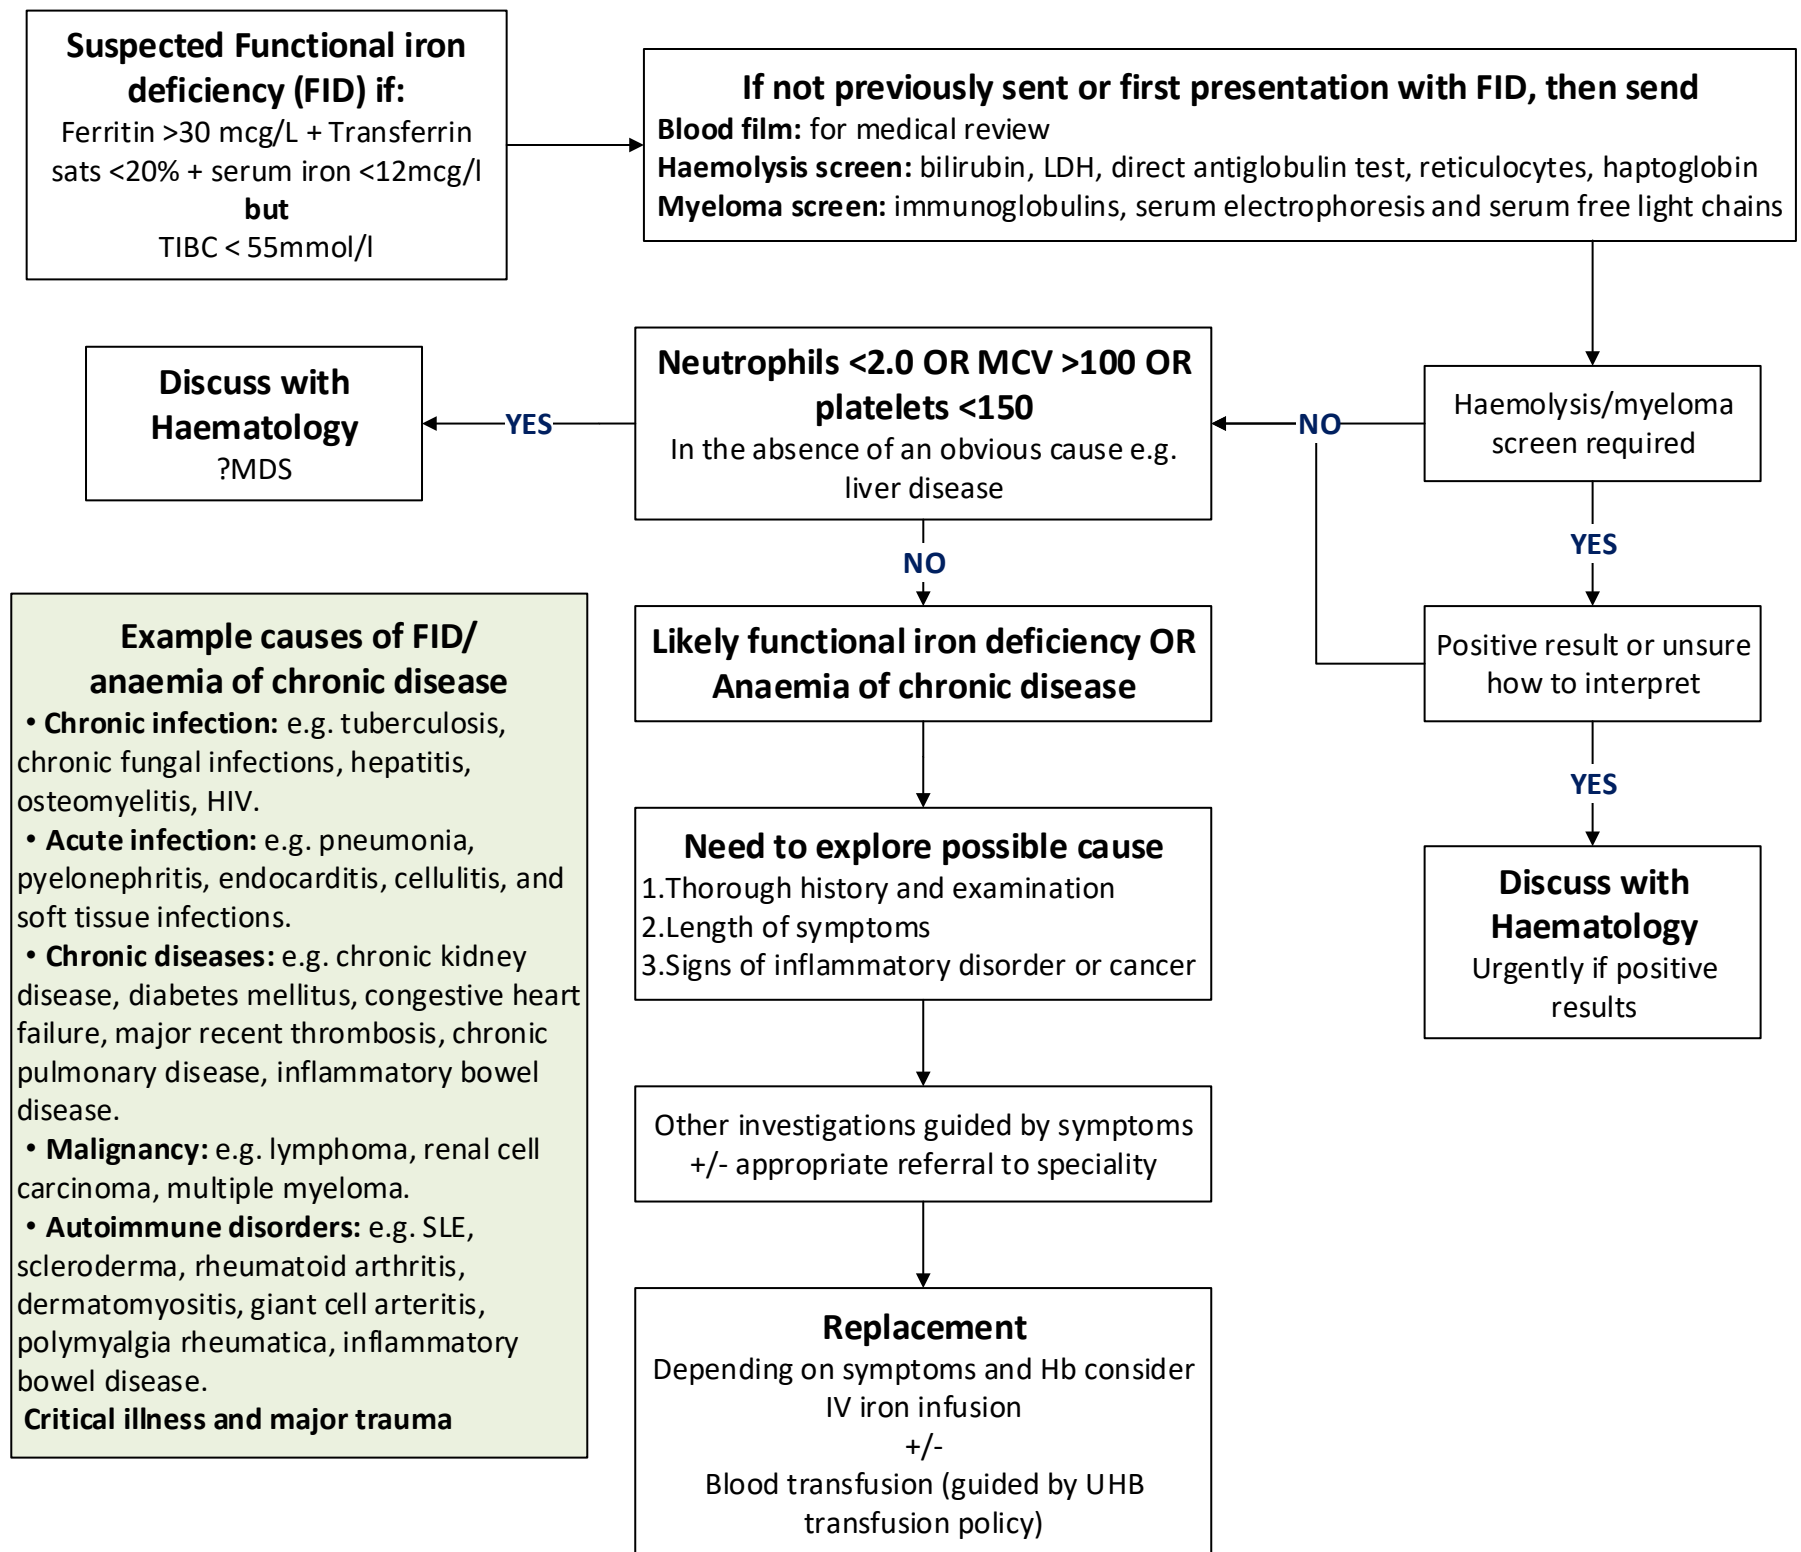 Suspected Functional iron
deficiency (FID) if:
Ferritin >30 mcg/L + Transferrin
sats <20% + serum iron <12mcg/l
but
TIBC < 55mmol/l
If not previously sent or first presentation with FID, then send
Blood film: for medical review
Haemolysis screen: bilirubin, LDH, direct antiglobulin test, reticulocytes, haptoglobin
Myeloma screen: immunoglobulins, serum electrophoresis and serum free light chains
Haemolysis/myeloma
screen required
NO
YES
Neutrophils <2.0 OR MCV >100 OR
platelets <150
In the absence of an obvious cause e.g.
liver disease
YES
Discuss with
Haematology
?MDS
NO
Positive result or unsure
how to interpret
YES
Discuss with
Haematology
Urgently if positive
results
Likely functional iron deficiency OR
Anaemia of chronic disease
Need to explore possible cause
1.Thorough history and examination
2.Length of symptoms
3.Signs of inflammatory disorder or cancer
Other investigations guided by symptoms
+/- appropriate referral to speciality
Replacement
Depending on symptoms and Hb consider
IV iron infusion
+/-
Blood transfusion (guided by UHB
transfusion policy)
Example causes of FID/
anaemia of chronic disease
• Chronic infection: e.g. tuberculosis,
chronic fungal infections, hepatitis,
osteomyelitis, HIV.
• Acute infection: e.g. pneumonia,
pyelonephritis, endocarditis, cellulitis, and
soft tissue infections.
• Chronic diseases: e.g. chronic kidney
disease, diabetes mellitus, congestive heart
failure, major recent thrombosis, chronic
pulmonary disease, inflammatory bowel
disease.
• Malignancy: e.g. lymphoma, renal cell
carcinoma, multiple myeloma.
• Autoimmune disorders: e.g. SLE,
scleroderma, rheumatoid arthritis,
dermatomyositis, giant cell arteritis,
polymyalgia rheumatica, inflammatory
bowel disease.
Critical illness and major trauma